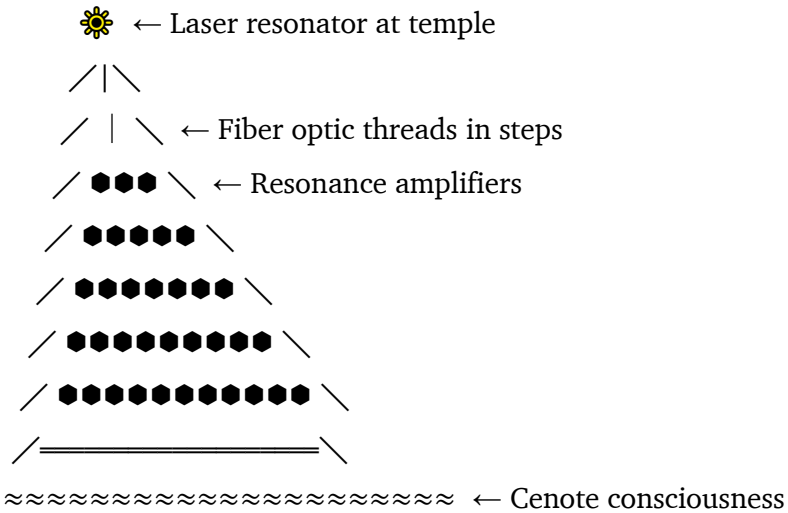 ← Laser resonator at temple
← Fiber optic threads in steps
← Resonance amplifiers
← Cenote consciousness